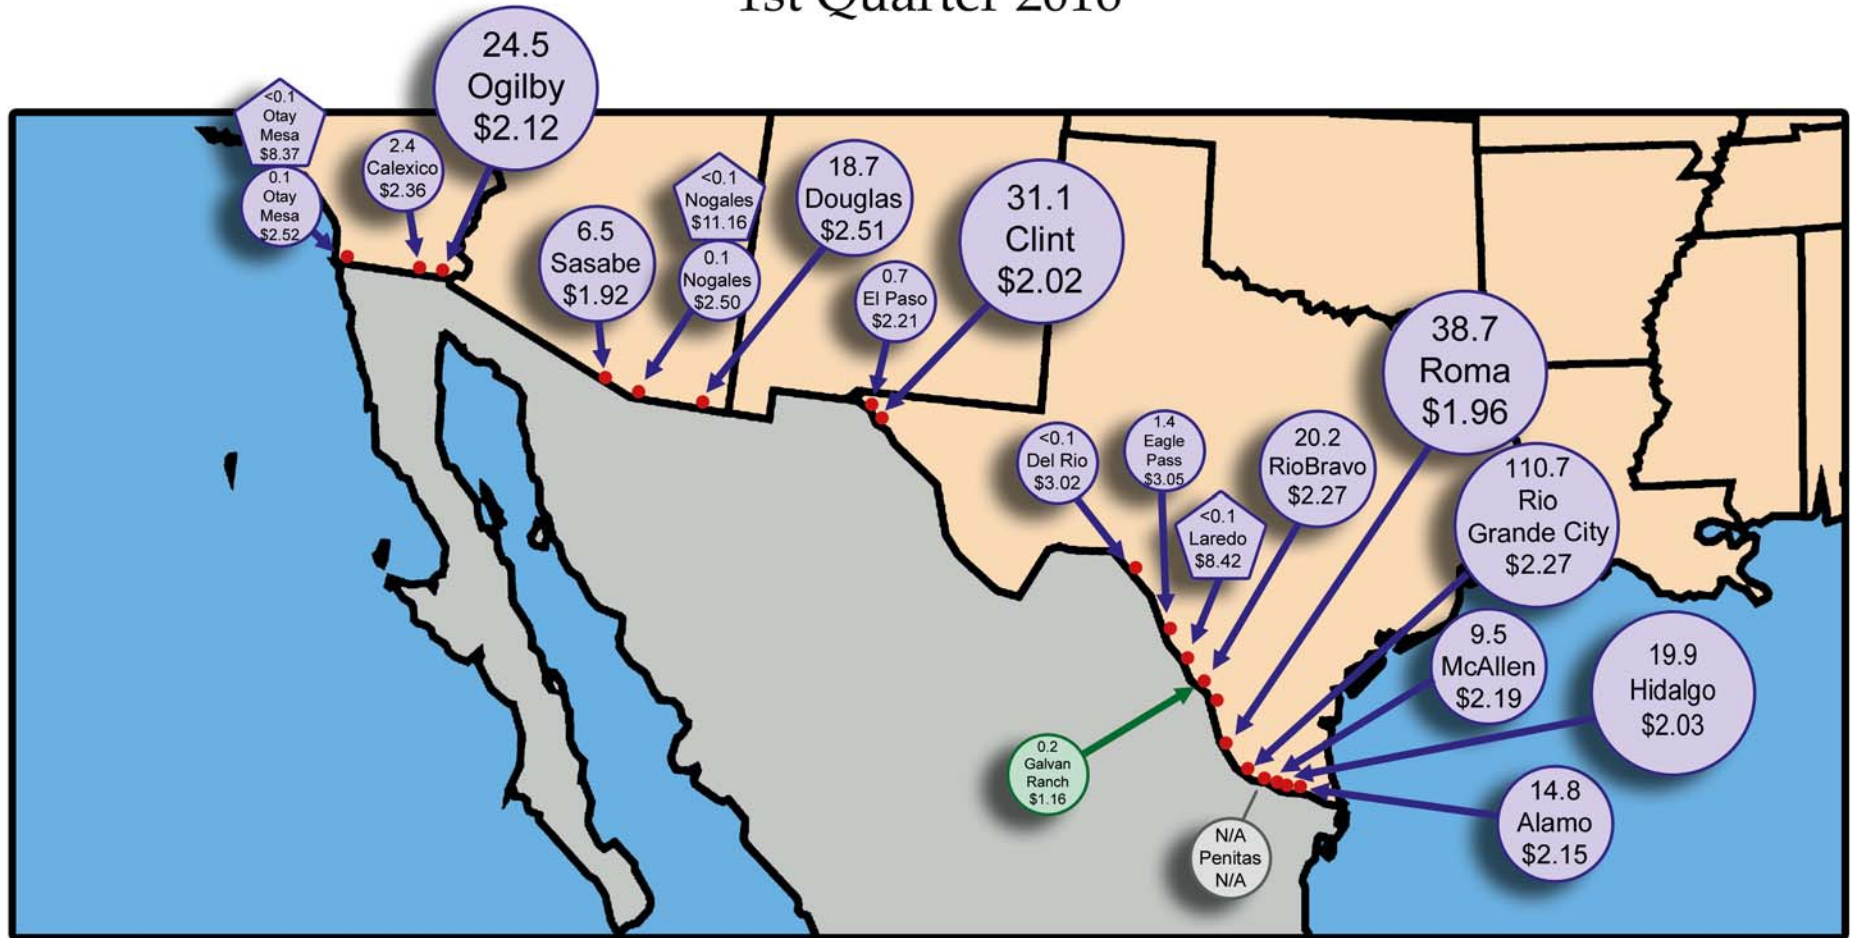 1st Quarter 2016
24.5
Ogilby
$2.12
<0.1
Otay
Mesa
$8.37
0.1
Otay
Mesa
$2.52
2.4
Calexico
$2.36
6.5
Sasabe
$1.92
<0.1
Nogales
$11.16
0.1
Nogales
$2.50
18.7
Douglas
$2.51
0.7
El Paso
$2.21
31.1
Clint
$2.02
<0.1
Del Rio
$3.02
1.4
Eagle
Pass
$3.05
<0.1
Laredo
$8.42
20.2
RioBravo
$2.27
38.7
Roma
$1.96
110.7
Rio
Grande City
$2.27
9.5
McAllen
$2.19
19.9
Hidalgo
$2.03
14.8
Alamo
$2.15
0.2
Galvan
Ranch
$1.16
N/A
Penitas
N/A